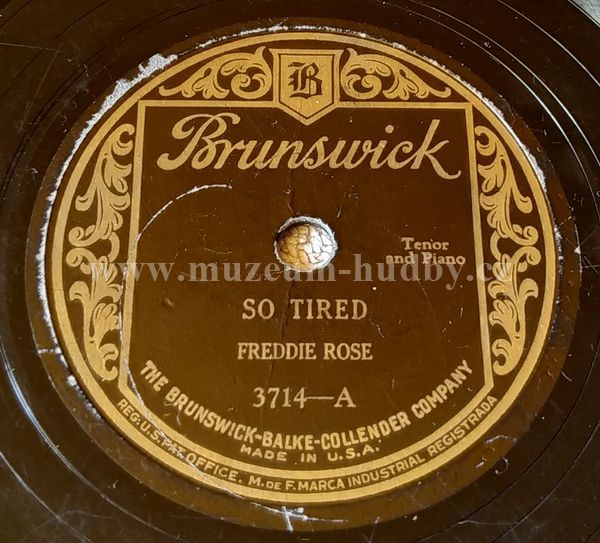 B
Brunswick
Tenor
and Piano
www.muzeum-hudby.cz
SO TIRED
FREDDIE ROSE
3714—A
THE BRUNSWICK-BALKE-COLLENDER COMPANY
MADE IN U.S.A.
REG. U.S. PAT. OFFICE. M. DE F. MARCA INDUSTRIAL REGISTRADA